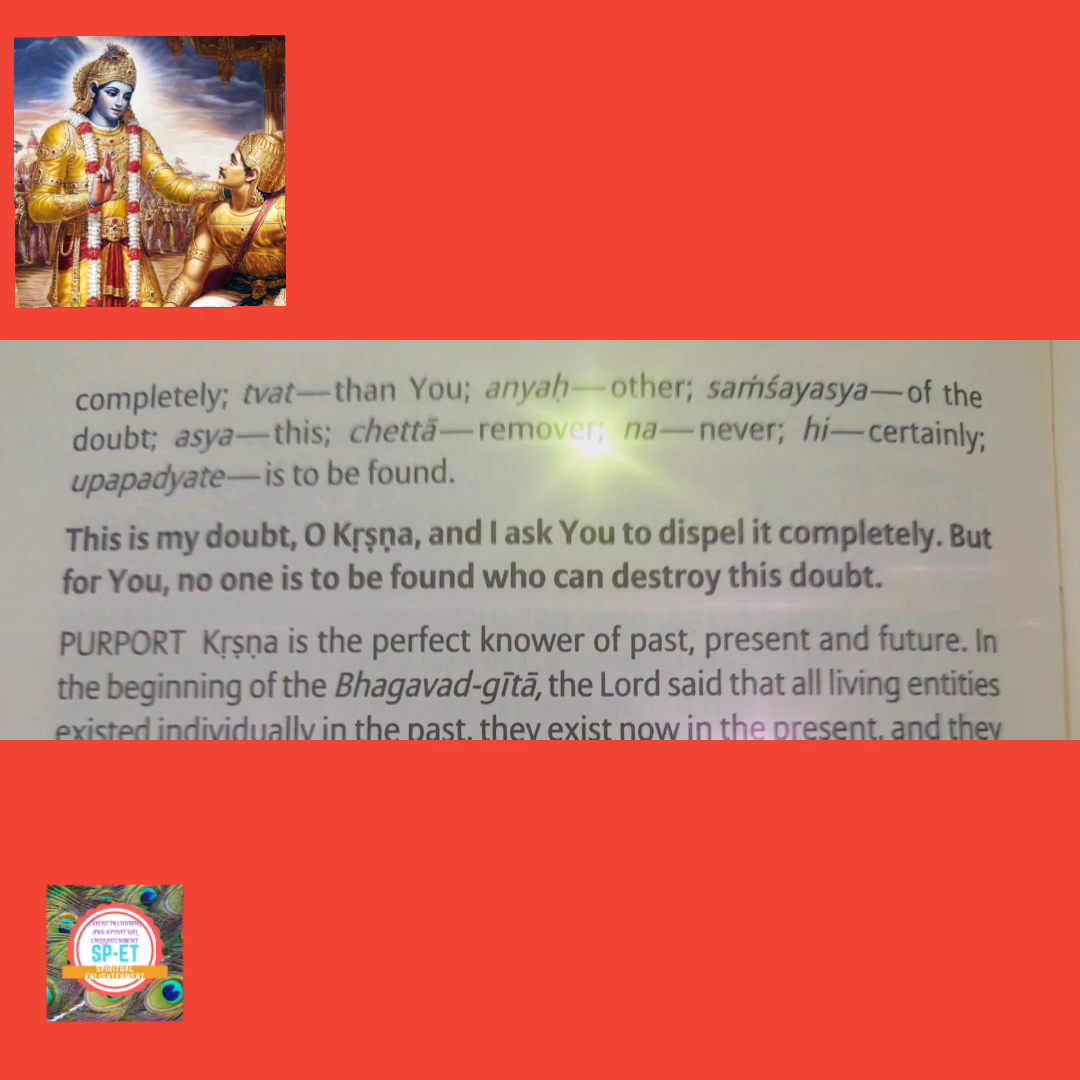 completely; tvat—than You; anyaḥ—other; saṁśayasya—of the
doubt; asya—this; chettā—remover; na—never; hi—certainly;
upapadyate—is to be found.
This is my doubt, O Kṛṣṇa, and I ask You to dispel it completely. But
for You, no one is to be found who can destroy this doubt.
PURPORT Kṛṣṇa is the perfect knower of past, present and future. In
the beginning of the Bhagavad-gītā, the Lord said that all living entities
existed individually in the past, they exist now in the present, and they
AND SPIRITUAL
ENLIGHTENMENT
SP-ET
SPIRITUAL
ENLIGHTENMENT